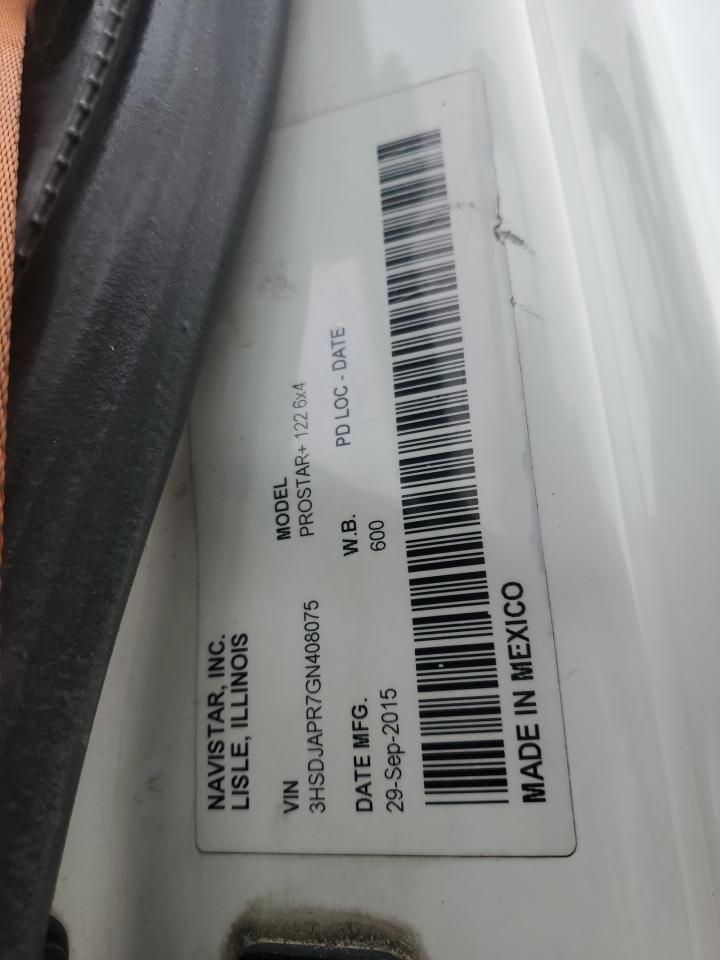 NAVISTAR, INC.
LISLE, ILLINOIS
VIN
3HSDJAPR7GN408075
MODEL
PROSTAR+ 122 6x4
DATE MFG.
29-Sep-2015
W.B.
600
PD LOC - DATE
MADE IN MEXICO